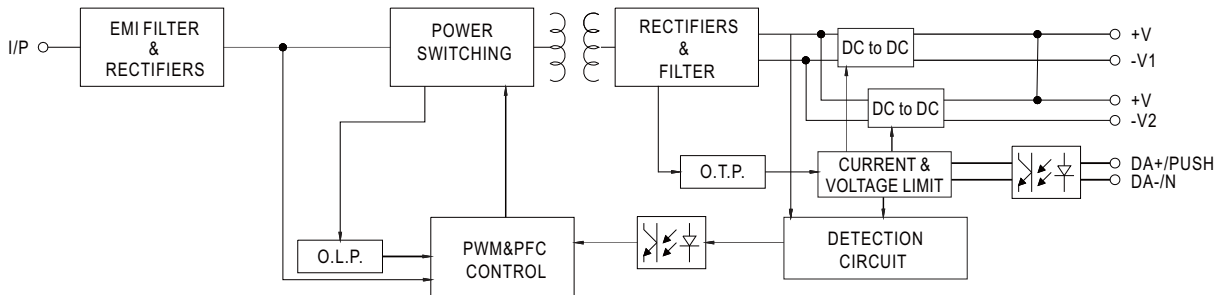 I/P
EMI FILTER
&
RECTIFIERS
POWER
SWITCHING
RECTIFIERS
&
FILTER
DC to DC
+V
-V1
DC to DC
+V
-V2
O.T.P.
CURRENT &
VOLTAGE LIMIT
DA+/PUSH
DA-/N
O.L.P.
PWM&PFC
CONTROL
DETECTION
CIRCUIT